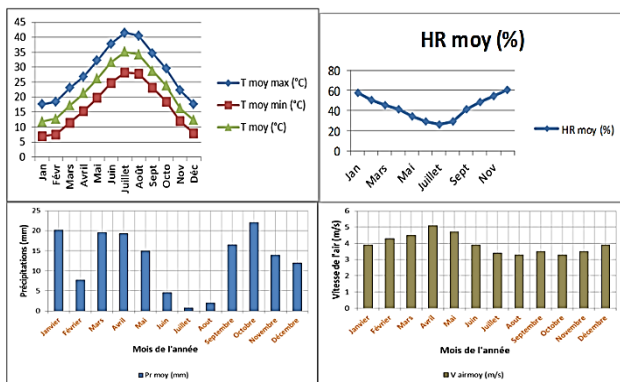 45
40
35
30
25
20
15
10
5
0
Jan
Févr
Mars
Avril
Mai
Juin
Juillet
Août
Sept
Octo
Nov
Déc
T moy max (°C)
T moy min (°C)
T moy (°C)
HR moy (%)
80
60
40
20
0
Jan
Mars
Mai
Juillet
Sept
Nov
HR moy (%)
Précipitations (mm)
25
20
15
10
5
0
Janvier
Février
Mars
Avril
Mai
Juin
Juillet
Aout
Septembre
Octobre
Novembre
Décembre
Mois de l'année
Pr moy (mm)
Vitesse de l'air (m/s)
6
5
4
3
2
1
0
Janvier
Février
Mars
Avril
Mai
Juin
Juillet
Aout
Septembre
Octobre
Novembre
Décembre
Mois de l'année
V airmoy (m/s)